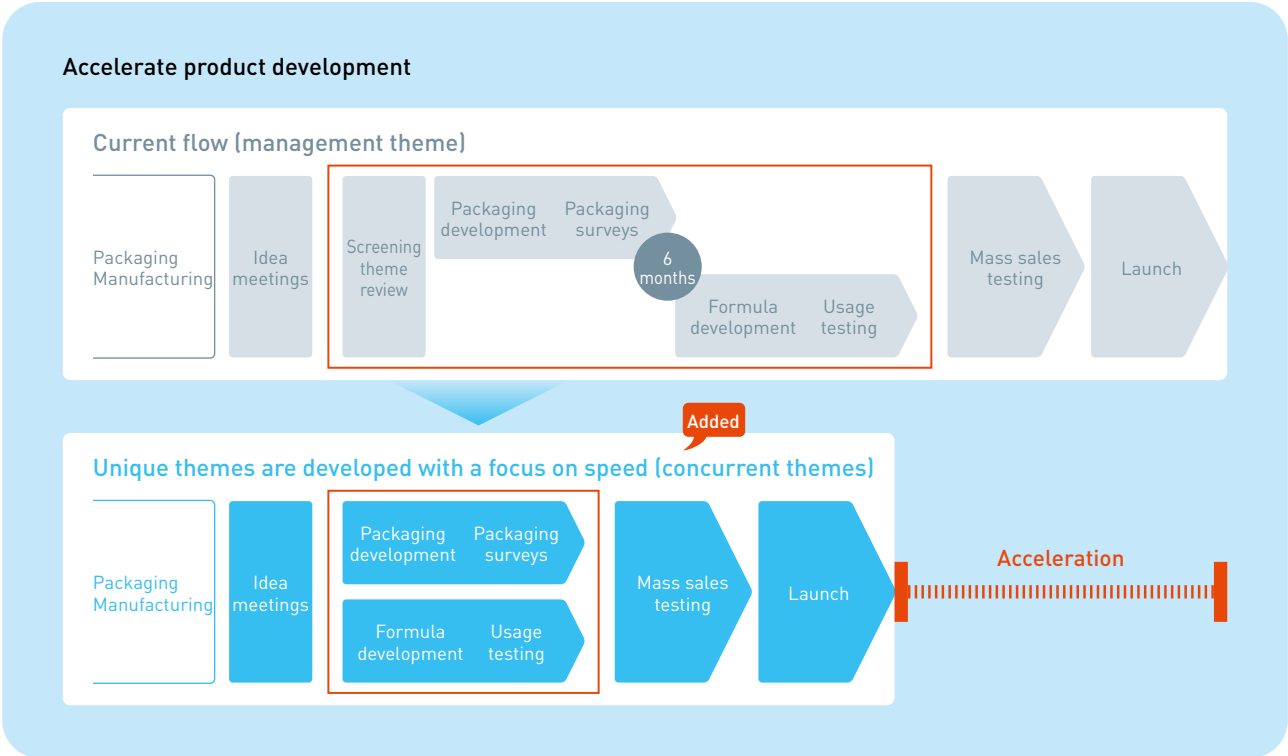 Accelerate product development
Current flow (management theme)
Packaging
Manufacturing
Idea
meetings
Screening
theme
review
Packaging
development
Packaging
surveys
6
months
Formula
development
Usage
testing
Mass sales
testing
Launch
Added
Unique themes are developed with a focus on speed (concurrent themes)
Packaging
Manufacturing
Idea
meetings
Packaging
development
Packaging
surveys
Formula
development
Usage
testing
Mass sales
testing
Launch
Acceleration